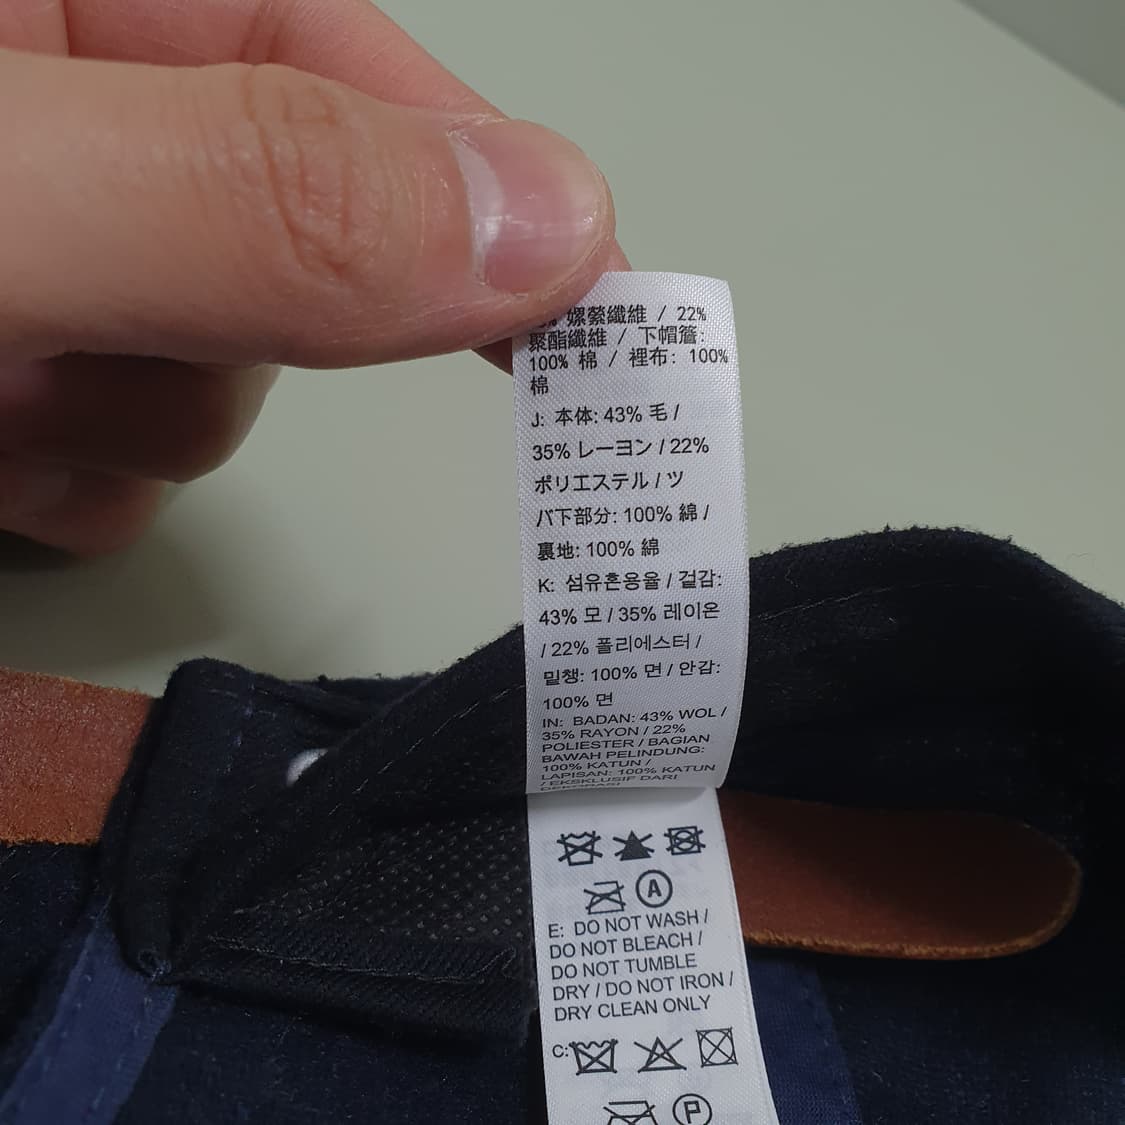 嫘縈纖維 / 22%
聚酯纖維 / 下帽簷:
100% 棉 / 裡布: 100%
棉
J: 本体: 43% 毛 /
35% レーヨン / 22%
ポリエステル / ツ
バ下部分: 100% 綿 /
裏地: 100% 綿
K: 섬유혼용율 / 겉감:
43% 모 / 35% 레이온
/ 22% 폴리에스터 /
밑챙: 100% 면 / 안감:
100% 면
IN: BADAN: 43% WOL /
35% RAYON / 22%
POLIESTER / BAGIAN
BAWAH PELINDUNG:
100% KATUN /
LAPISAN: 100% KATUN
/ EKSKLUSIF DARI
DEKORASI
A
E: DO NOT WASH /
DO NOT BLEACH /
DO NOT TUMBLE
DRY / DO NOT IRON /
DRY CLEAN ONLY
C:
P